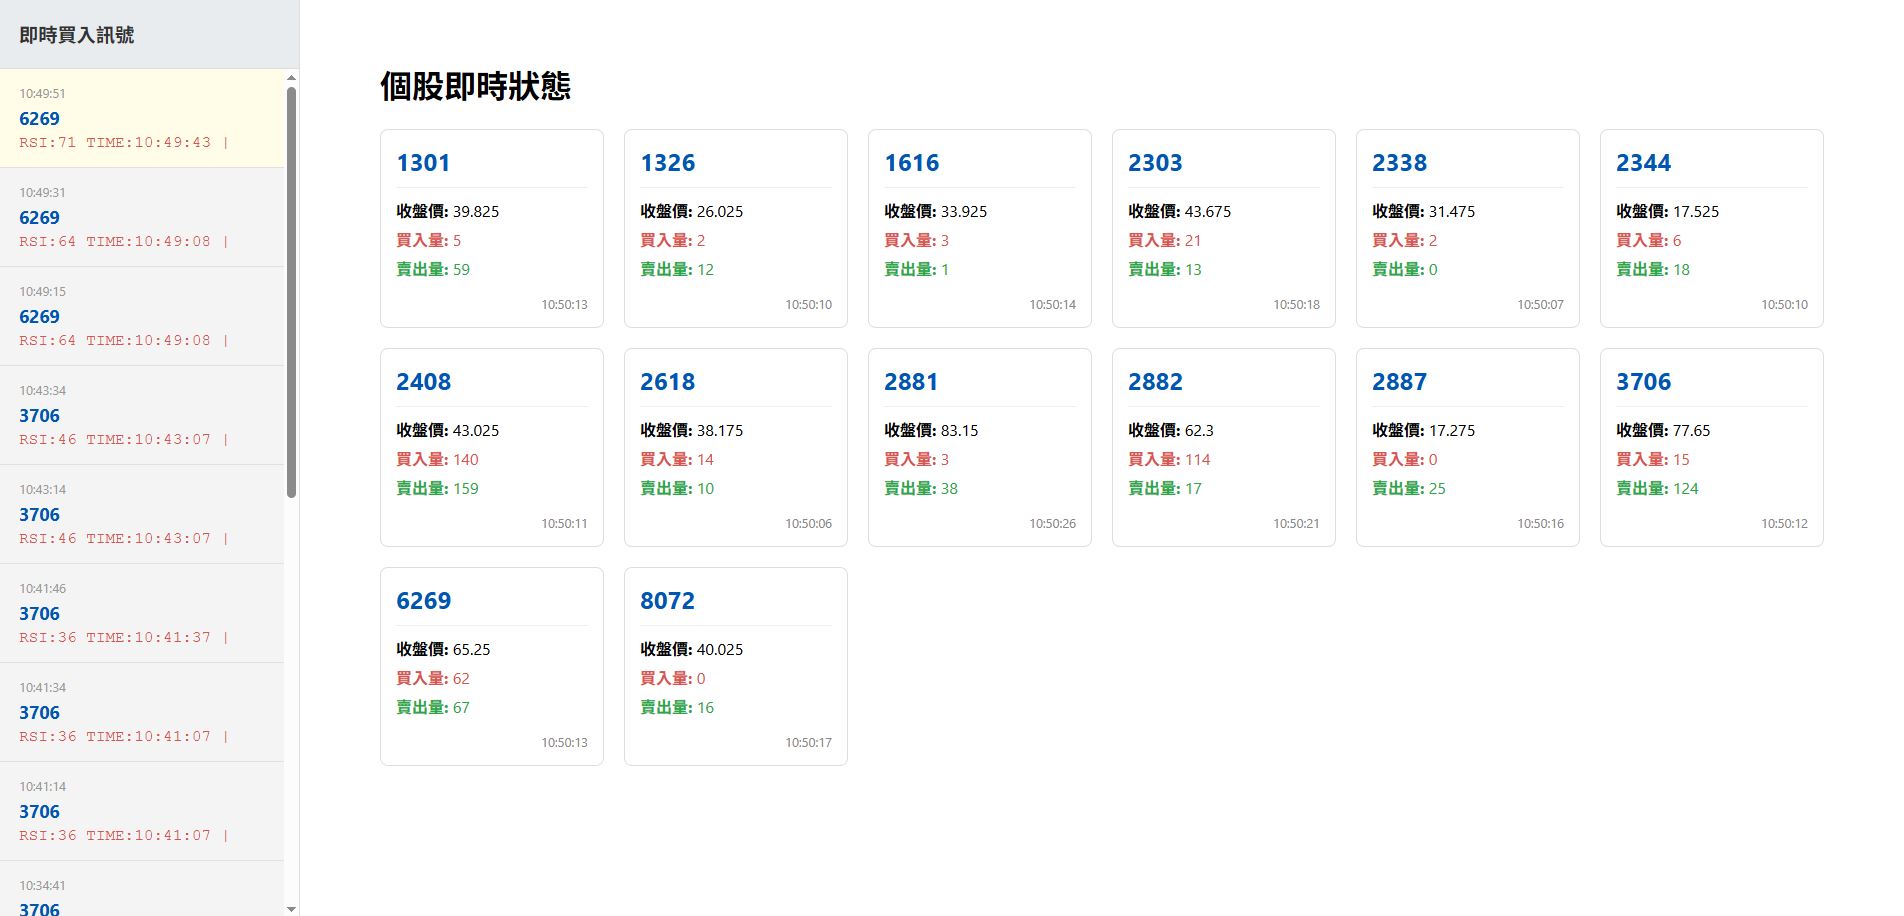 即時買入訊號
10:49:51
6269
RSI:71 TIME:10:49:43 |
10:49:31
6269
RSI:64 TIME:10:49:08 |
10:49:15
6269
RSI:64 TIME:10:49:08 |
10:43:34
3706
RSI:46 TIME:10:43:07 |
10:43:14
3706
RSI:46 TIME:10:43:07 |
10:41:46
3706
RSI:36 TIME:10:41:37 |
10:41:34
3706
RSI:36 TIME:10:41:07 |
10:41:14
3706
RSI:36 TIME:10:41:07 |
10:34:41
3706
個股即時狀態
1301
收盤價: 39.825
買入量: 5
賣出量: 59
10:50:13
1326
收盤價: 26.025
買入量: 2
賣出量: 12
10:50:10
1616
收盤價: 33.925
買入量: 3
賣出量: 1
10:50:14
2303
收盤價: 43.675
買入量: 21
賣出量: 13
10:50:18
2338
收盤價: 31.475
買入量: 2
賣出量: 0
10:50:07
2344
收盤價: 17.525
買入量: 6
賣出量: 18
10:50:10
2408
收盤價: 43.025
買入量: 140
賣出量: 159
10:50:11
2618
收盤價: 38.175
買入量: 14
賣出量: 10
10:50:06
2881
收盤價: 83.15
買入量: 3
賣出量: 38
10:50:26
2882
收盤價: 62.3
買入量: 114
賣出量: 17
10:50:21
2887
收盤價: 17.275
買入量: 0
賣出量: 25
10:50:16
3706
收盤價: 77.65
買入量: 15
賣出量: 124
10:50:12
6269
收盤價: 65.25
買入量: 62
賣出量: 67
10:50:13
8072
收盤價: 40.025
買入量: 0
賣出量: 16
10:50:17